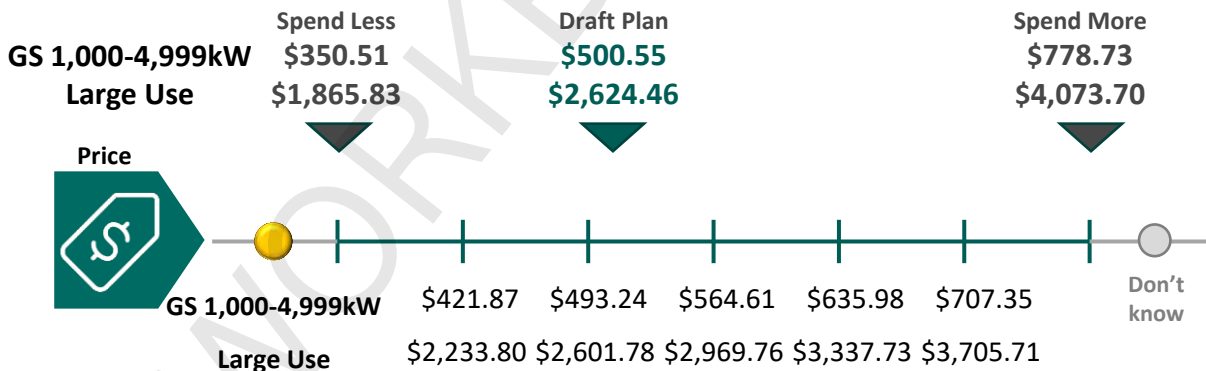 Spend Less Draft Plan Spend More
GS 1,000-4,999kW $350.51 $500.55 $778.73
Large Use $1,865.83 $2,624.46 $4,073.70
Price
GS 1,000-4,999kW $421.87 $493.24 $564.61 $635.98 $707.35
Large Use $2,233.80 $2,601.78 $2,969.76 $3,337.73 $3,705.71
Don't
know